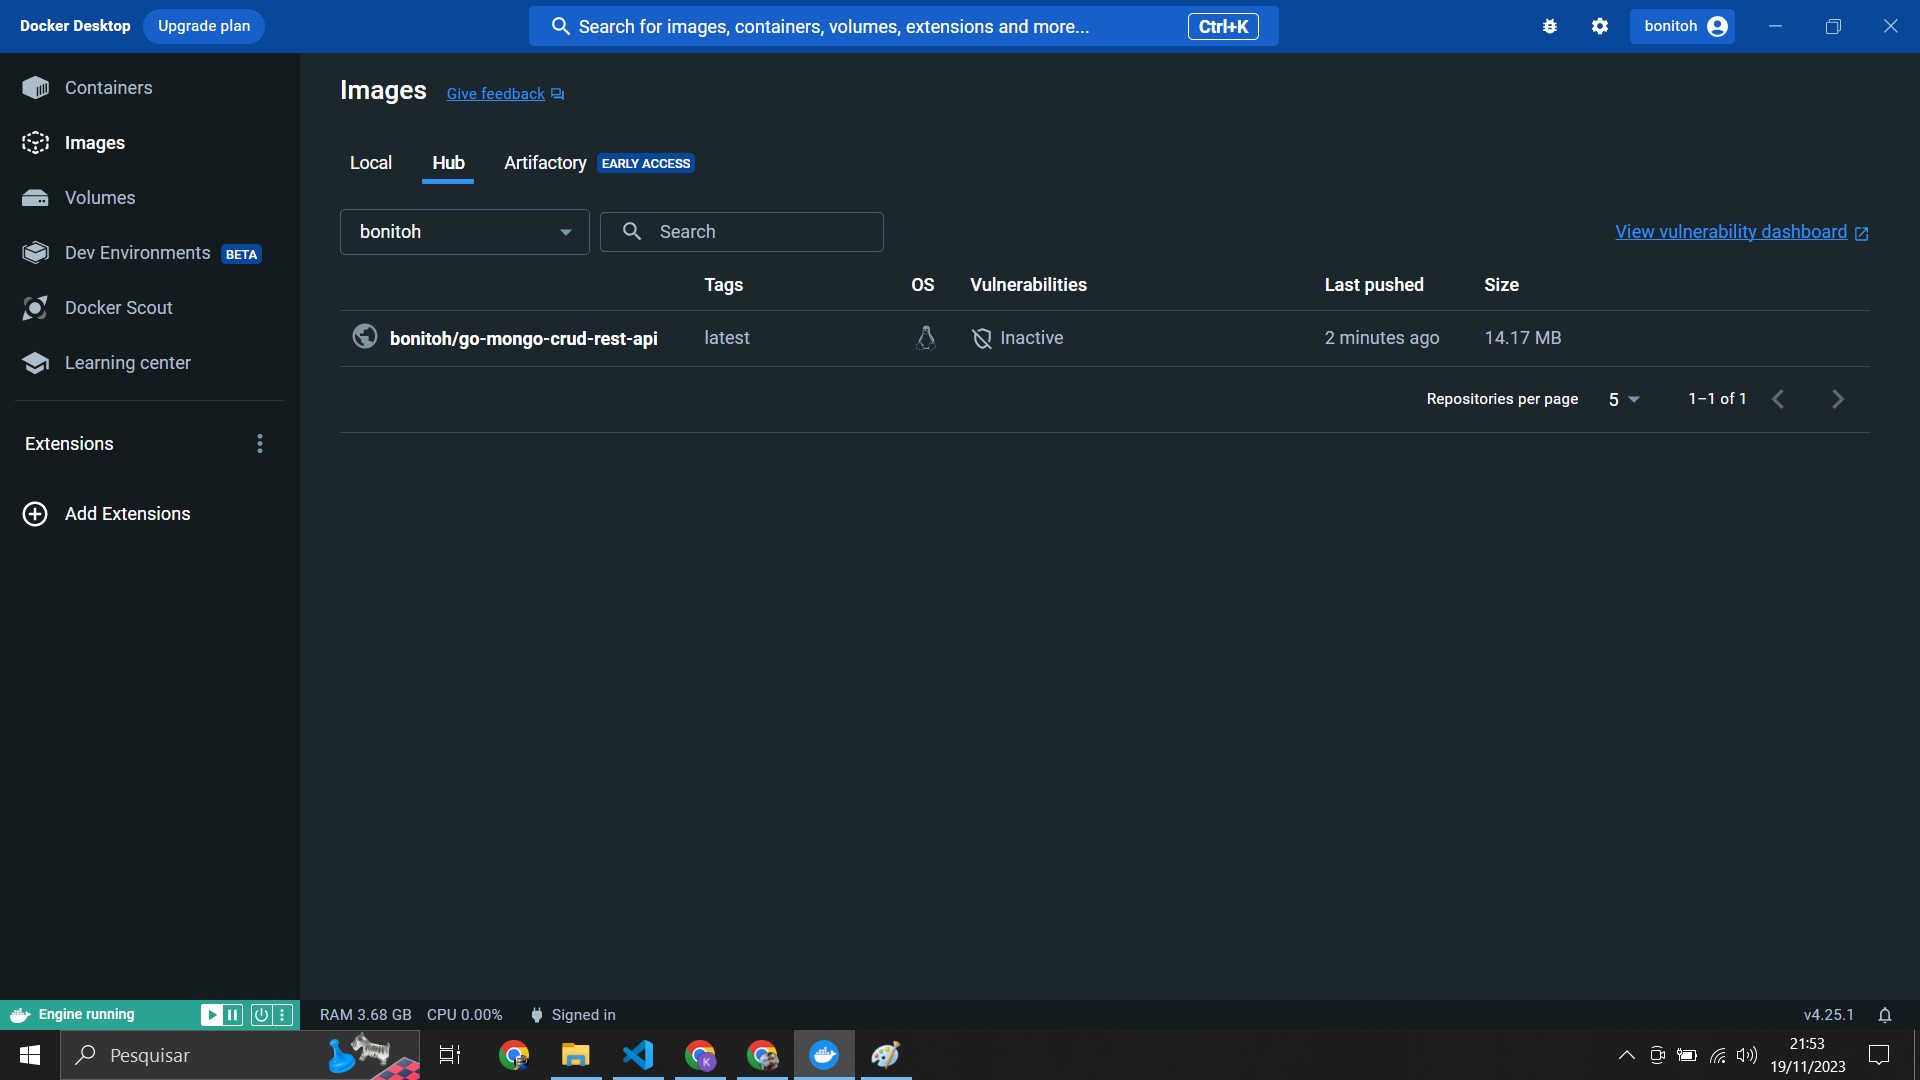 Docker Desktop Upgrade plan Search for images, containers, volumes, extensions and more... Ctrl+K bonitoh
Containers
Images
Volumes
Dev Environments BETA
Docker Scout
Learning center
Extensions
Add Extensions
Images Give feedback
Local Hub Artifactory EARLY ACCESS
bonitoh Search View vulnerability dashboard
Tags OS Vulnerabilities Last pushed Size
bonitoh/go-mongo-crud-rest-api latest Inactive 2 minutes ago 14.17 MB
Repositories per page 5 1–1 of 1
Engine running RAM 3.68 GB CPU 0.00% Signed in v4.25.1
Pesquisar K 21:53
19/11/2023